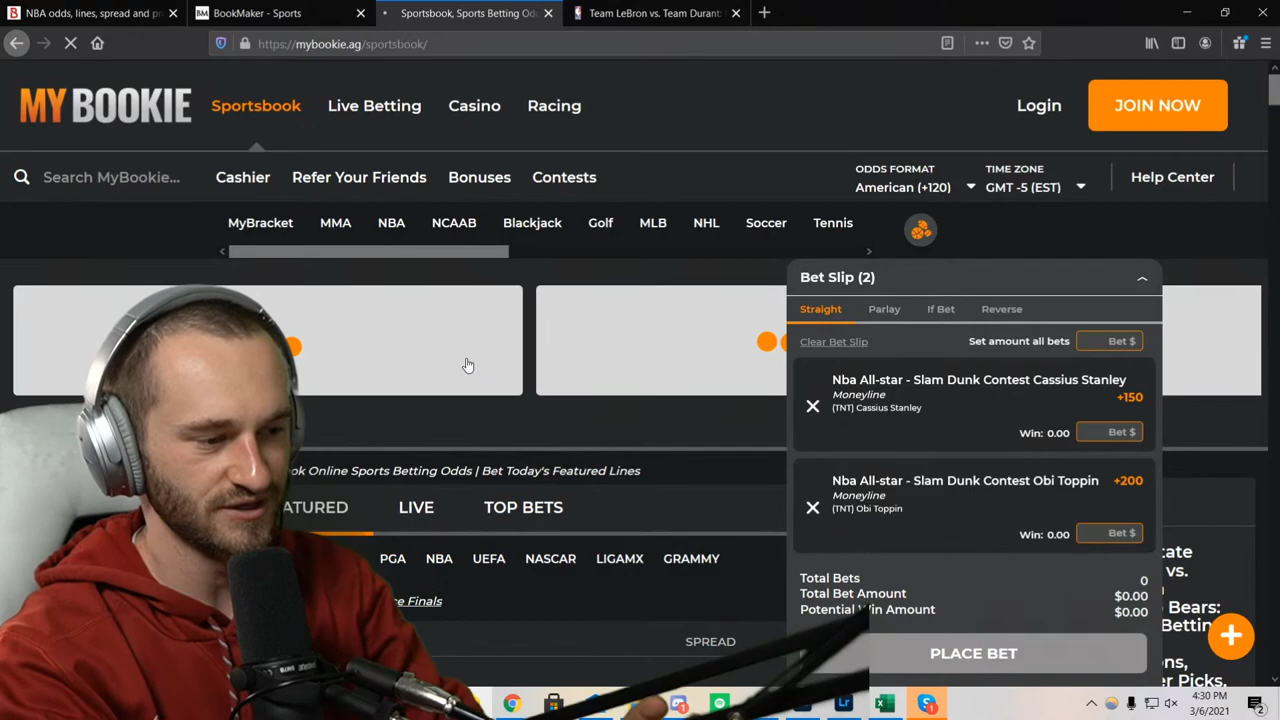 NBA odds, lines, spread and pr
BM BookMaker - Sports
Sportsbook, Sports Betting Od
Team LeBron vs. Team Durant:
https://mybookie.ag/sportsbook/
MY BOOKIE
Sportsbook Live Betting Casino Racing
Login JOIN NOW
Search MyBookie...
Cashier Refer Your Friends Bonuses Contests
ODDS FORMAT
American (+120)
TIME ZONE
GMT -5 (EST)
Help Center
MyBracket MMA NBA NCAAB Blackjack Golf MLB NHL Soccer Tennis
Bet Slip (2)
Straight Parlay If Bet Reverse
Clear Bet Slip Set amount all bets Bet $
Nba All-star - Slam Dunk Contest Cassius Stanley
Moneyline +150
(TNT) Cassius Stanley
Win: 0.00 Bet $
Nba All-star - Slam Dunk Contest Obi Toppin +200
Moneyline
(TNT) Obi Toppin
Win: 0.00 Bet $
Total Bets 0
Total Bet Amount $0.00
Potential Win Amount $0.00
PLACE BET
ok Online Sports Betting Odds | Bet Today's Featured Lines
ATURED LIVE TOP BETS
PGA NBA UEFA NASCAR LIGAMX GRAMMY
se Finals
SPREAD
tate
vs.
Bears:
Betting
Picks,
4:30 PM
3/6/2021